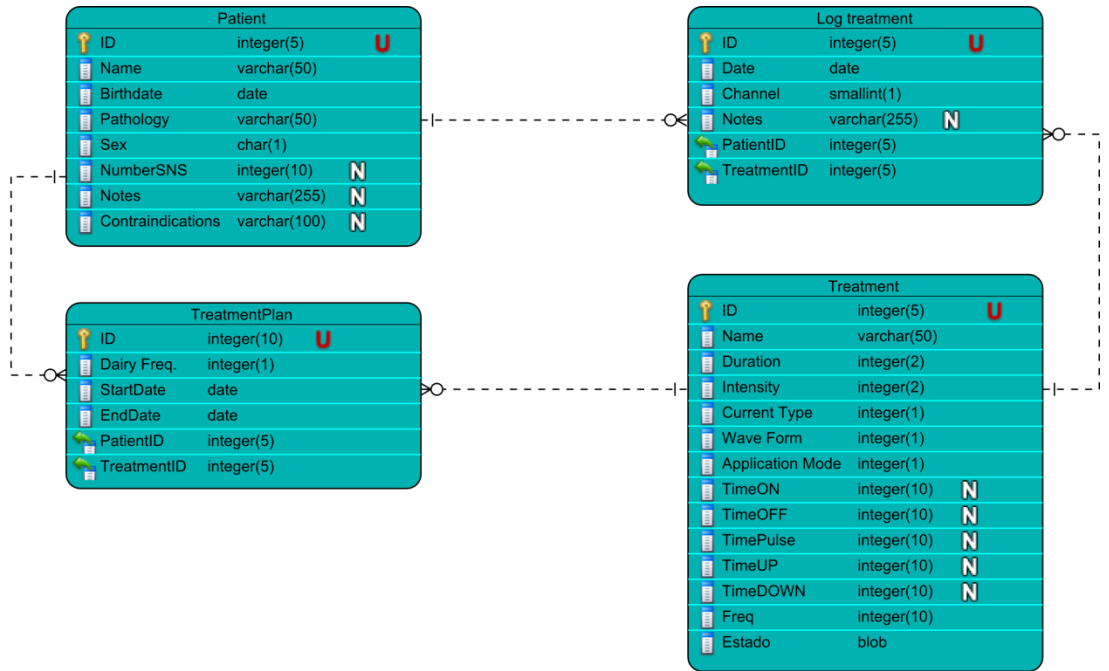 Patient
ID integer(5) U
Name varchar(50)
Birthdate date
Pathology varchar(50)
Sex char(1)
NumberSNS integer(10) N
Notes varchar(255) N
Contraindications varchar(100) N
Log treatment
ID integer(5) U
Date date
Channel smallint(1)
Notes varchar(255) N
PatientID integer(5)
TreatmentID integer(5)
TreatmentPlan
ID integer(10) U
Dairy Freq. integer(1)
StartDate date
EndDate date
PatientID integer(5)
TreatmentID integer(5)
Treatment
ID integer(5) U
Name varchar(50)
Duration integer(2)
Intensity integer(2)
Current Type integer(1)
Wave Form integer(1)
Application Mode integer(1)
TimeON integer(10) N
TimeOFF integer(10) N
TimePulse integer(10) N
TimeUP integer(10) N
TimeDOWN integer(10) N
Freq integer(10)
Estado blob